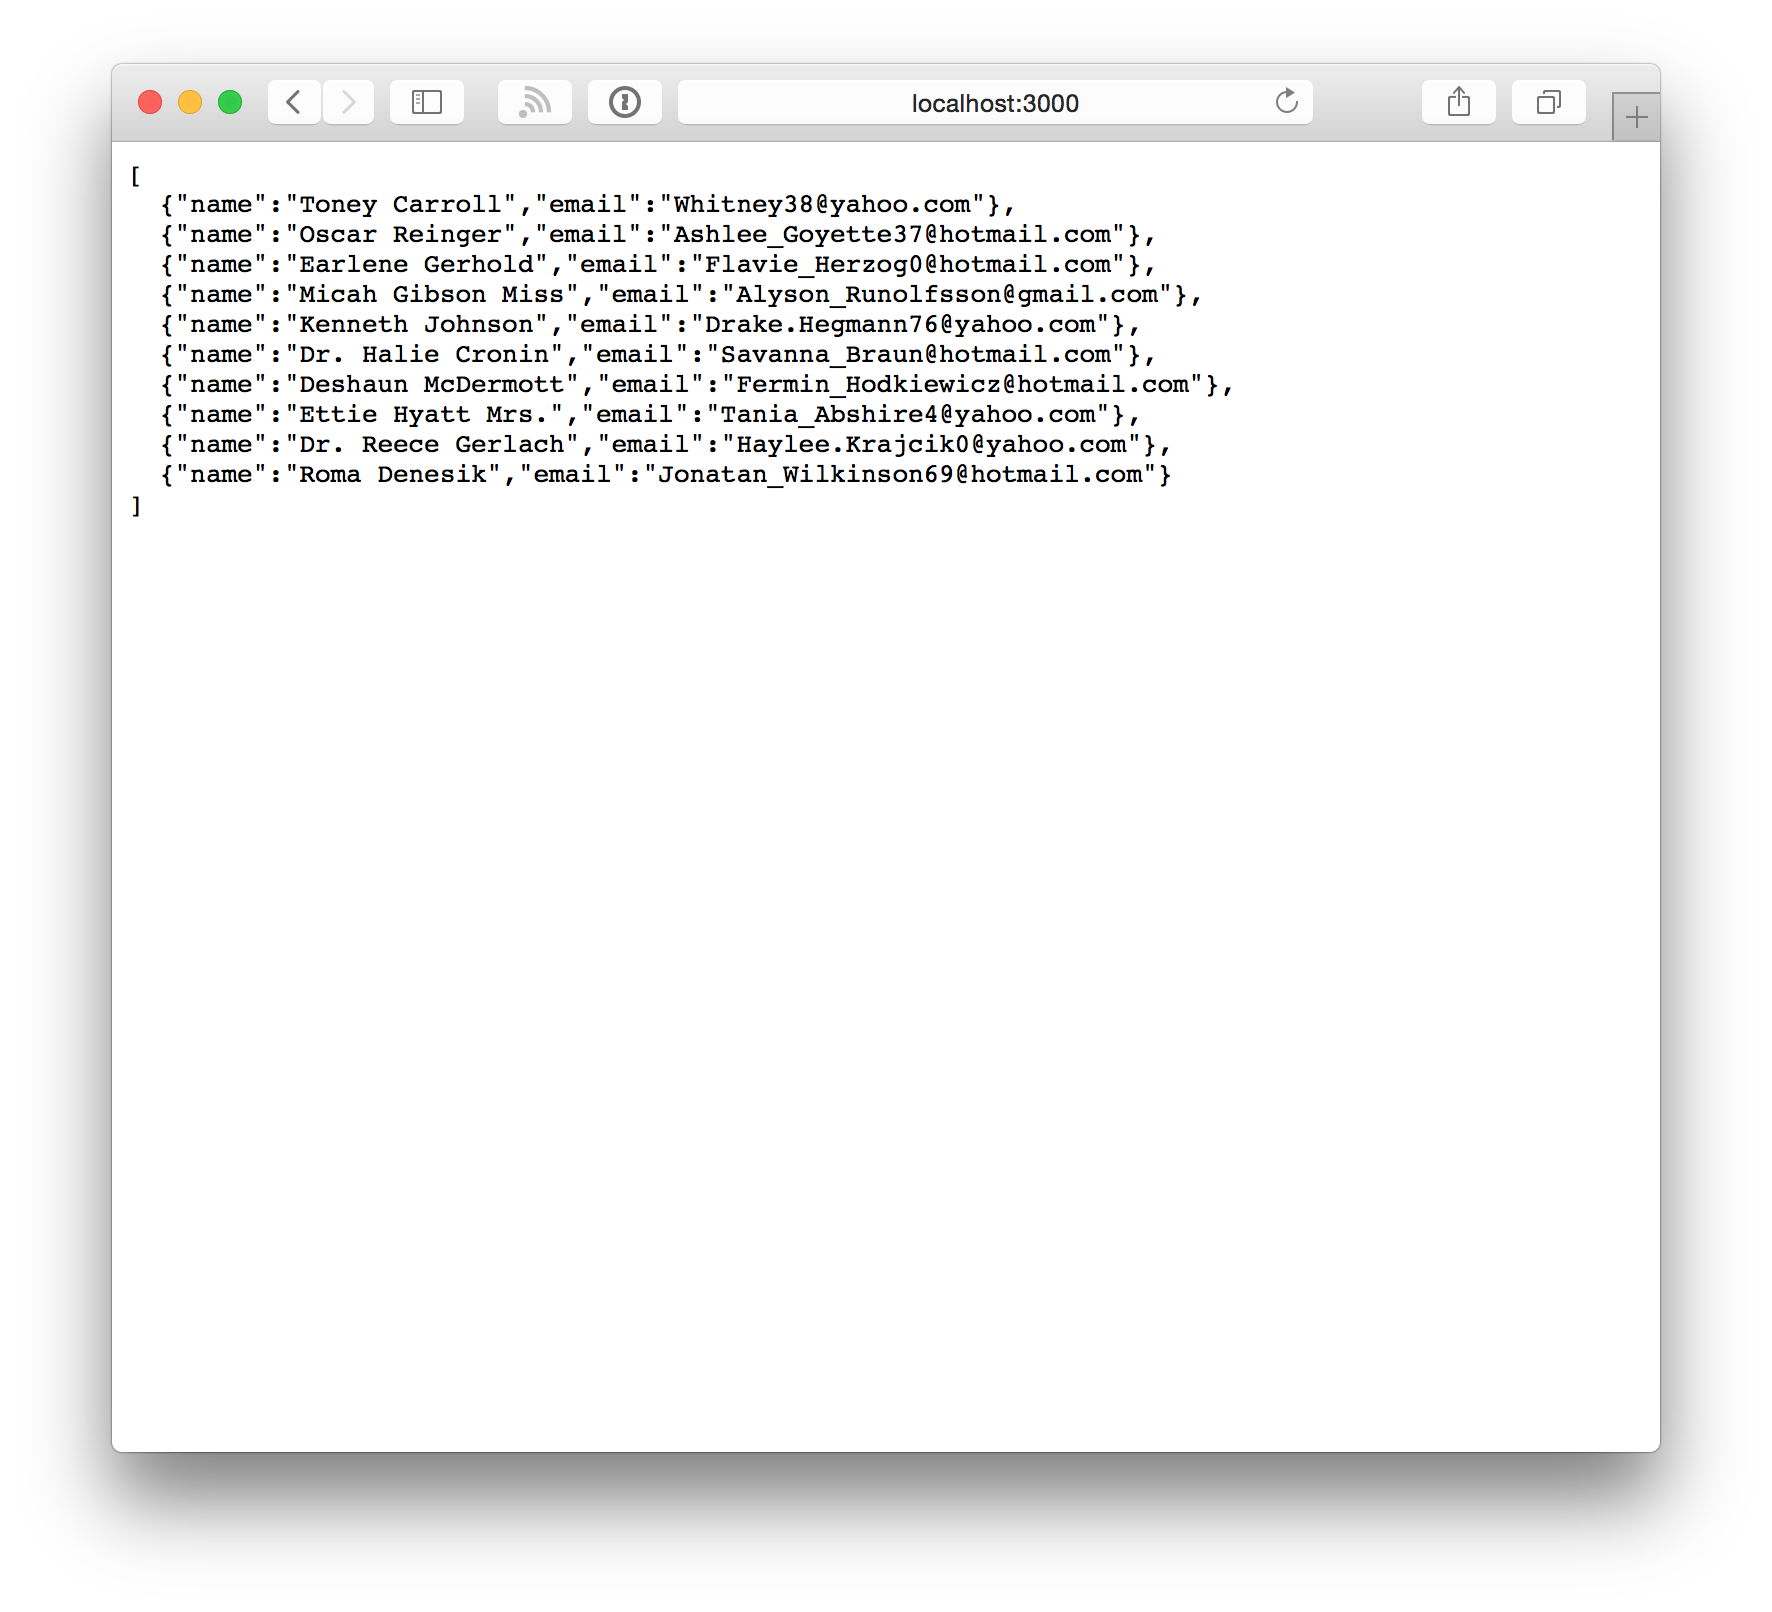 localhost:3000
[
  {"name":"Toney Carroll","email":"Whitney38@yahoo.com"},
  {"name":"Oscar Reinger","email":"Ashlee_Goyette37@hotmail.com"},
  {"name":"Earlene Gerhold","email":"Flavie_Herzog0@hotmail.com"},
  {"name":"Micah Gibson Miss","email":"Alyson_Runolfsson@gmail.com"},
  {"name":"Kenneth Johnson","email":"Drake.Hegmann76@yahoo.com"},
  {"name":"Dr. Halie Cronin","email":"Savanna_Braun@hotmail.com"},
  {"name":"Deshaun McDermott","email":"Fermin_Hodkiewicz@hotmail.com"},
  {"name":"Ettie Hyatt Mrs.","email":"Tania_Abshire4@yahoo.com"},
  {"name":"Dr. Reece Gerlach","email":"Haylee.Krajcik0@yahoo.com"},
  {"name":"Roma Denesik","email":"Jonatan_Wilkinson69@hotmail.com"}
]